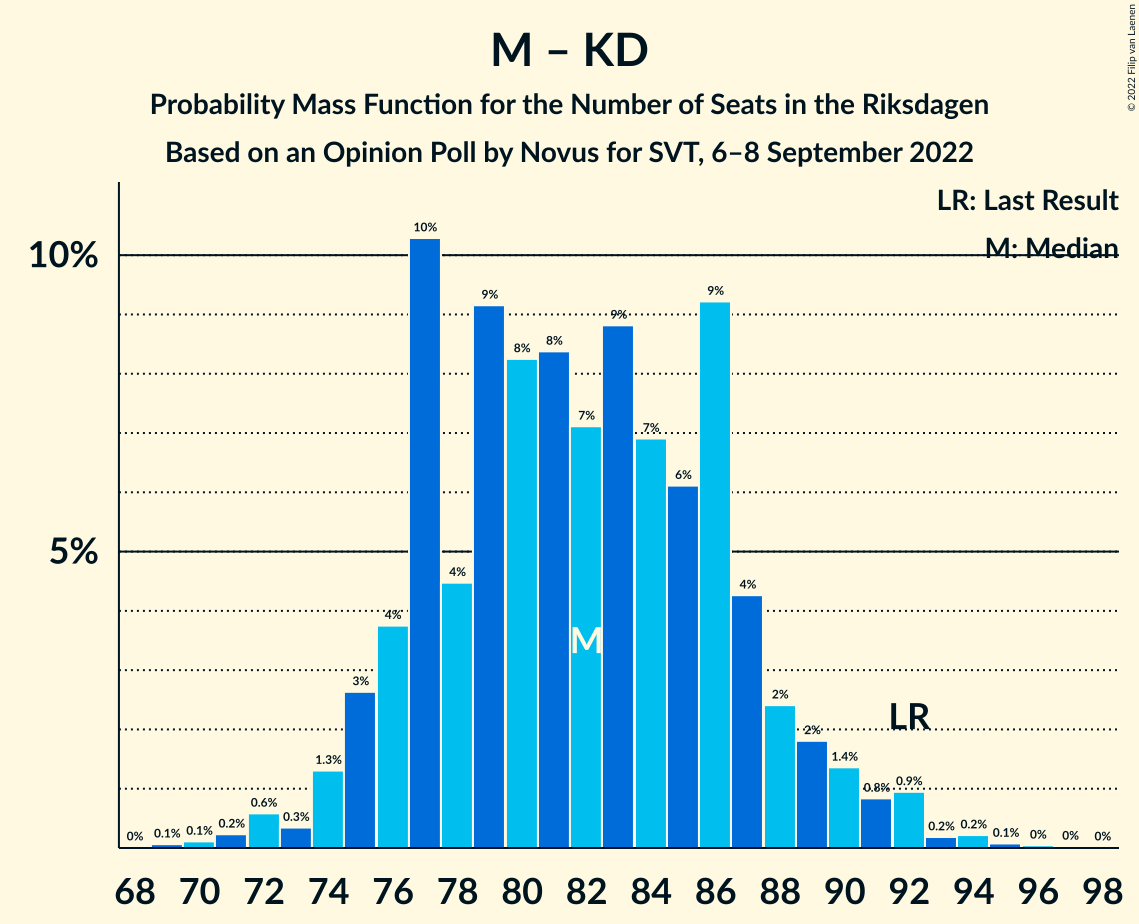 M – KD
Probability Mass Function for the Number of Seats in the Riksdagen
Based on an Opinion Poll by Novus for SVT, 6–8 September 2022
© 2022 Filip van Laenen
LR: Last Result
M: Median
10%
5%
0% 0.1% 0.1% 0.2% 0.6% 0.3% 1.3% 3% 4% 10% 4% 9% 8% 8% 7% 9% 7% 6% 9% 4% 2% 2% 1.4% 0.8% 0.9% 0.2% 0.2% 0.1% 0% 0% 0%
M
LR
68 70 72 74 76 78 80 82 84 86 88 90 92 94 96 98